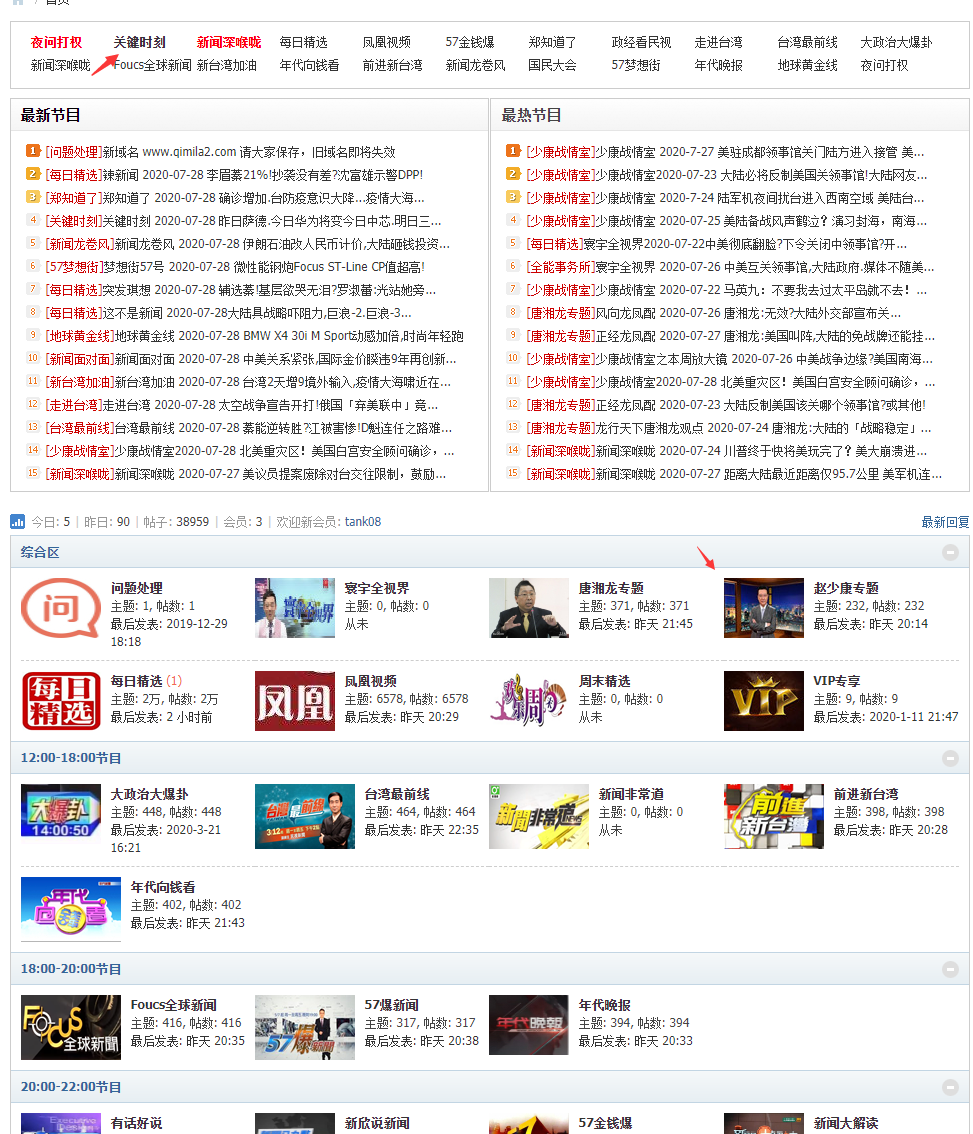 / 首页
夜问打权 关键时刻 新闻深喉咙 每日精选 凤凰视频 57金钱爆 郑知道了 政经看民视 走进台湾 台湾最前线 大政治大爆卦
新闻深喉咙 Foucs全球新闻 新台湾加油 年代向钱看 前进新台湾 新闻龙卷风 国民大会 57梦想街 年代晚报 地球黄金线 夜问打权
最新节目
1 [问题处理]新域名 www.qimila2.com 请大家保存，旧域名即将失效
2 [每日精选]辣新闻 2020-07-28 李眉蓁21%!抄袭没有差?沈富雄示警DPP!
3 [郑知道了]郑知道了 2020-07-28 确诊增加.台防疫意识大降...疫情大海...
4 [关键时刻]关键时刻 2020-07-28 昨日萨德.今日华为将变今日中芯.明日三...
5 [新闻龙卷风]新闻龙卷风 2020-07-28 伊朗石油改人民币计价,大陆砸钱投资...
6 [57梦想街]梦想街57号 2020-07-28 微性能钢炮Focus ST-Line CP值超高!
7 [每日精选]突发琪想 2020-07-28 辅选蓁!基层欲哭无泪?罗淑蕾:光站她旁...
8 [每日精选]这不是新闻 2020-07-28大陆具战略吓阻力,巨浪-2.巨浪-3...
9 [地球黄金线]地球黄金线 2020-07-28 BMW X4 30i M Sport动感加倍,时尚年轻跑
10 [新闻面对面]新闻面对面 2020-07-28 中美关系紧张,国际金价睽违9年再创新...
11 [新台湾加油]新台湾加油 2020-07-28 台湾2天增9境外输入,疫情大海啸近在...
12 [走进台湾]走进台湾 2020-07-28 太空战争宣告开打!俄国「弃美联中」竟...
13 [台湾最前线]台湾最前线 2020-07-28 蓁能逆转胜?江被害惨!D魁连任之路难...
14 [少康战情室]少康战情室2020-07-28 北美重灾区！美国白宫安全顾问确诊，...
15 [新闻深喉咙]新闻深喉咙 2020-07-27 美议员提案废除对台交往限制，鼓励...
最热节目
1 [少康战情室]少康战情室 2020-7-27 美驻成都领事馆关门陆方进入接管 美...
2 [少康战情室]少康战情室2020-07-23 大陆必将反制美国关领事馆!大陆网友...
3 [少康战情室]少康战情室 2020-7-24 陆军机夜间扰台进入西南空域 美陆台...
4 [少康战情室]少康战情室 2020-07-25 美陆备战风声鹤泣？演习封海，南海...
5 [每日精选]寰宇全视界2020-07-22中美彻底翻脸?下令关闭中领事馆?开...
6 [全能事务所]寰宇全视界 2020-07-26 中美互关领事馆,大陆政府.媒体不随美...
7 [少康战情室]少康战情室 2020-07-22 马英九：不要我去过太平岛就不去！...
8 [唐湘龙专题]风向龙凤配 2020-07-26 唐湘龙:无效?大陆外交部宣布关...
9 [唐湘龙专题]正经龙凤配 2020-07-27 唐湘龙:美国叫阵,大陆的免战牌还能挂...
10 [少康战情室]少康战情室之本周放大镜 2020-07-26 中美战争边缘?美国南海...
11 [少康战情室]少康战情室2020-07-28 北美重灾区！美国白宫安全顾问确诊，...
12 [唐湘龙专题]正经龙凤配 2020-07-23 大陆反制美国该关哪个领事馆?或其他!
13 [唐湘龙专题]龙行天下唐湘龙观点 2020-07-24 唐湘龙:大陆的「战略稳定」...
14 [新闻深喉咙]新闻深喉咙 2020-07-24 川普终于快将美玩完了？美大崩溃进...
15 [新闻深喉咙]新闻深喉咙 2020-07-27 距离大陆最近距离仅95.7公里 美军机连...
今日: 5 | 昨日: 90 | 帖子: 38959 | 会员: 3 | 欢迎新会员: tank08 最新回复
综合区
问
问题处理
主题: 1, 帖数: 1
最后发表: 2019-12-29
18:18
寰宇全视界
寰宇全视界
主题: 0, 帖数: 0
从未
唐湘龙专题
主题: 371, 帖数: 371
最后发表: 昨天 21:45
赵少康专题
主题: 232, 帖数: 232
最后发表: 昨天 20:14
每日
精选
每日精选 (1)
主题: 2万, 帖数: 2万
最后发表: 2 小时前
凤凰
凤凰视频
主题: 6578, 帖数: 6578
最后发表: 昨天 20:29
周末精选
主题: 0, 帖数: 0
从未
VIP
VIP专享
主题: 9, 帖数: 9
最后发表: 2020-1-11 21:47
12:00-18:00节目
大爆卦
14:00:50
大政治大爆卦
主题: 448, 帖数: 448
最后发表: 2020-3-21
16:21
台灣最前線
台湾最前线
主题: 464, 帖数: 464
最后发表: 昨天 22:35
新聞非常道
新闻非常道
主题: 0, 帖数: 0
从未
前進
新台灣
前进新台湾
主题: 398, 帖数: 398
最后发表: 昨天 20:28
年代
向錢看
年代向钱看
主题: 402, 帖数: 402
最后发表: 昨天 21:43
18:00-20:00节目
FOCUS
全球新聞
Foucs全球新闻
主题: 416, 帖数: 416
最后发表: 昨天 20:35
57爆新聞
57爆新闻
主题: 317, 帖数: 317
最后发表: 昨天 20:38
年代晚報
年代晚报
主题: 394, 帖数: 394
最后发表: 昨天 20:33
20:00-22:00节目
有话好说
新欣说新闻
57金钱爆
新闻大解读